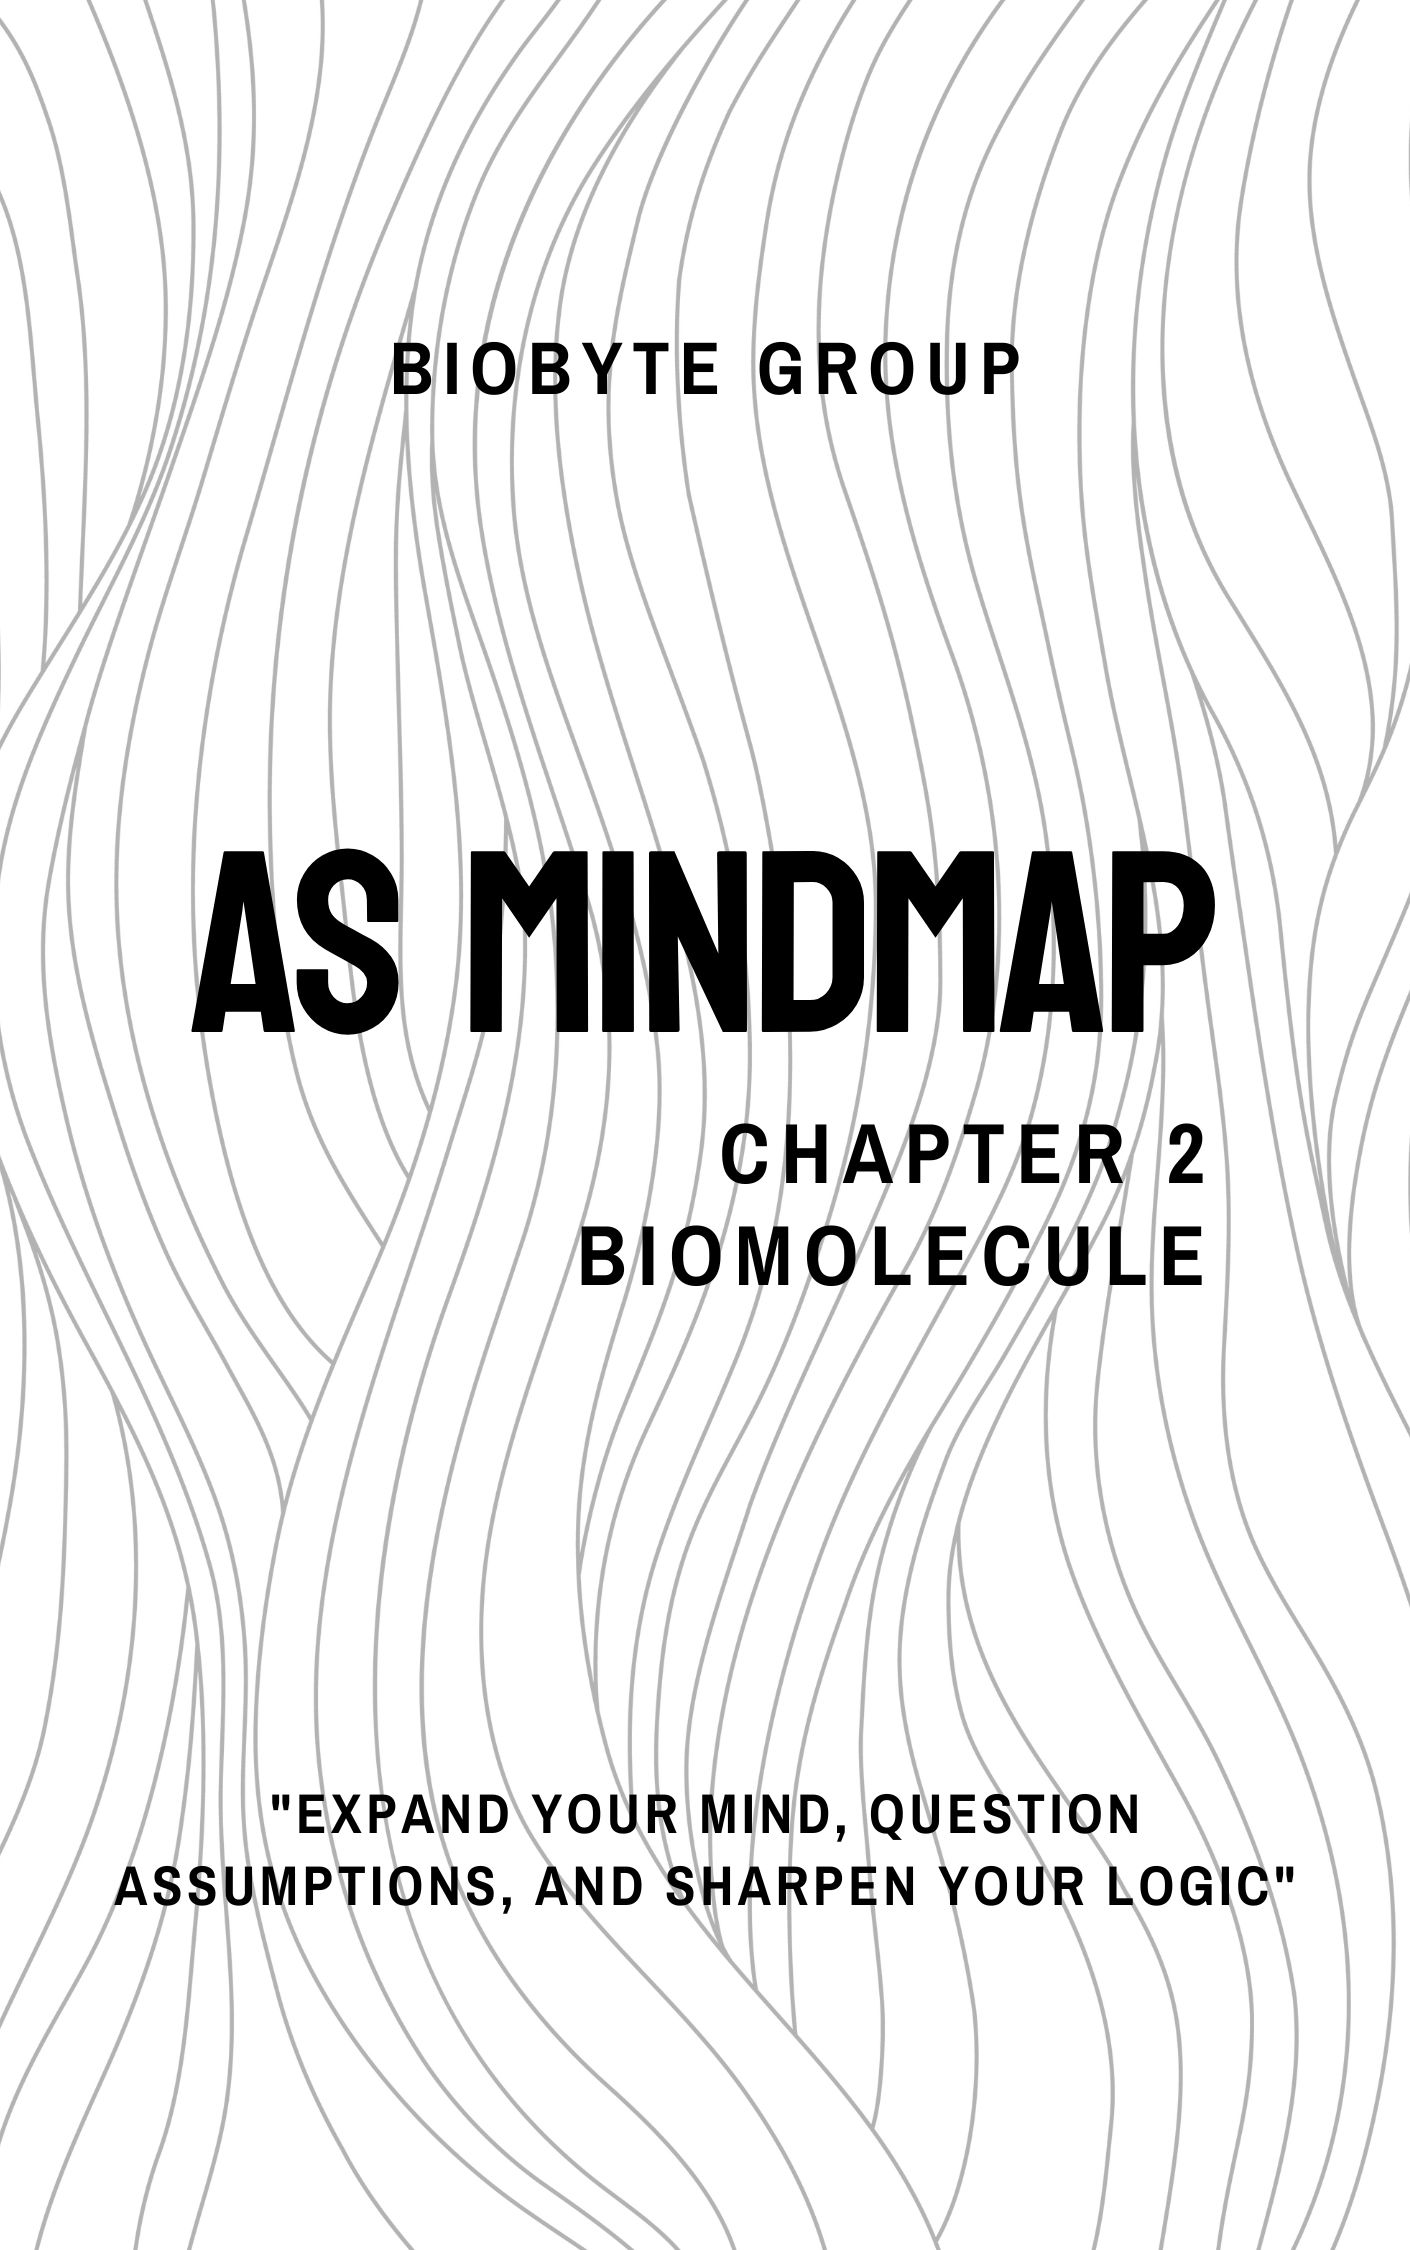 BIOBYTE GROUP
AS MINDMAP
CHAPTER 2
BIOMOLECULE
"EXPAND YOUR MIND, QUESTION
ASSUMPTIONS, AND SHARPEN YOUR LOGIC"